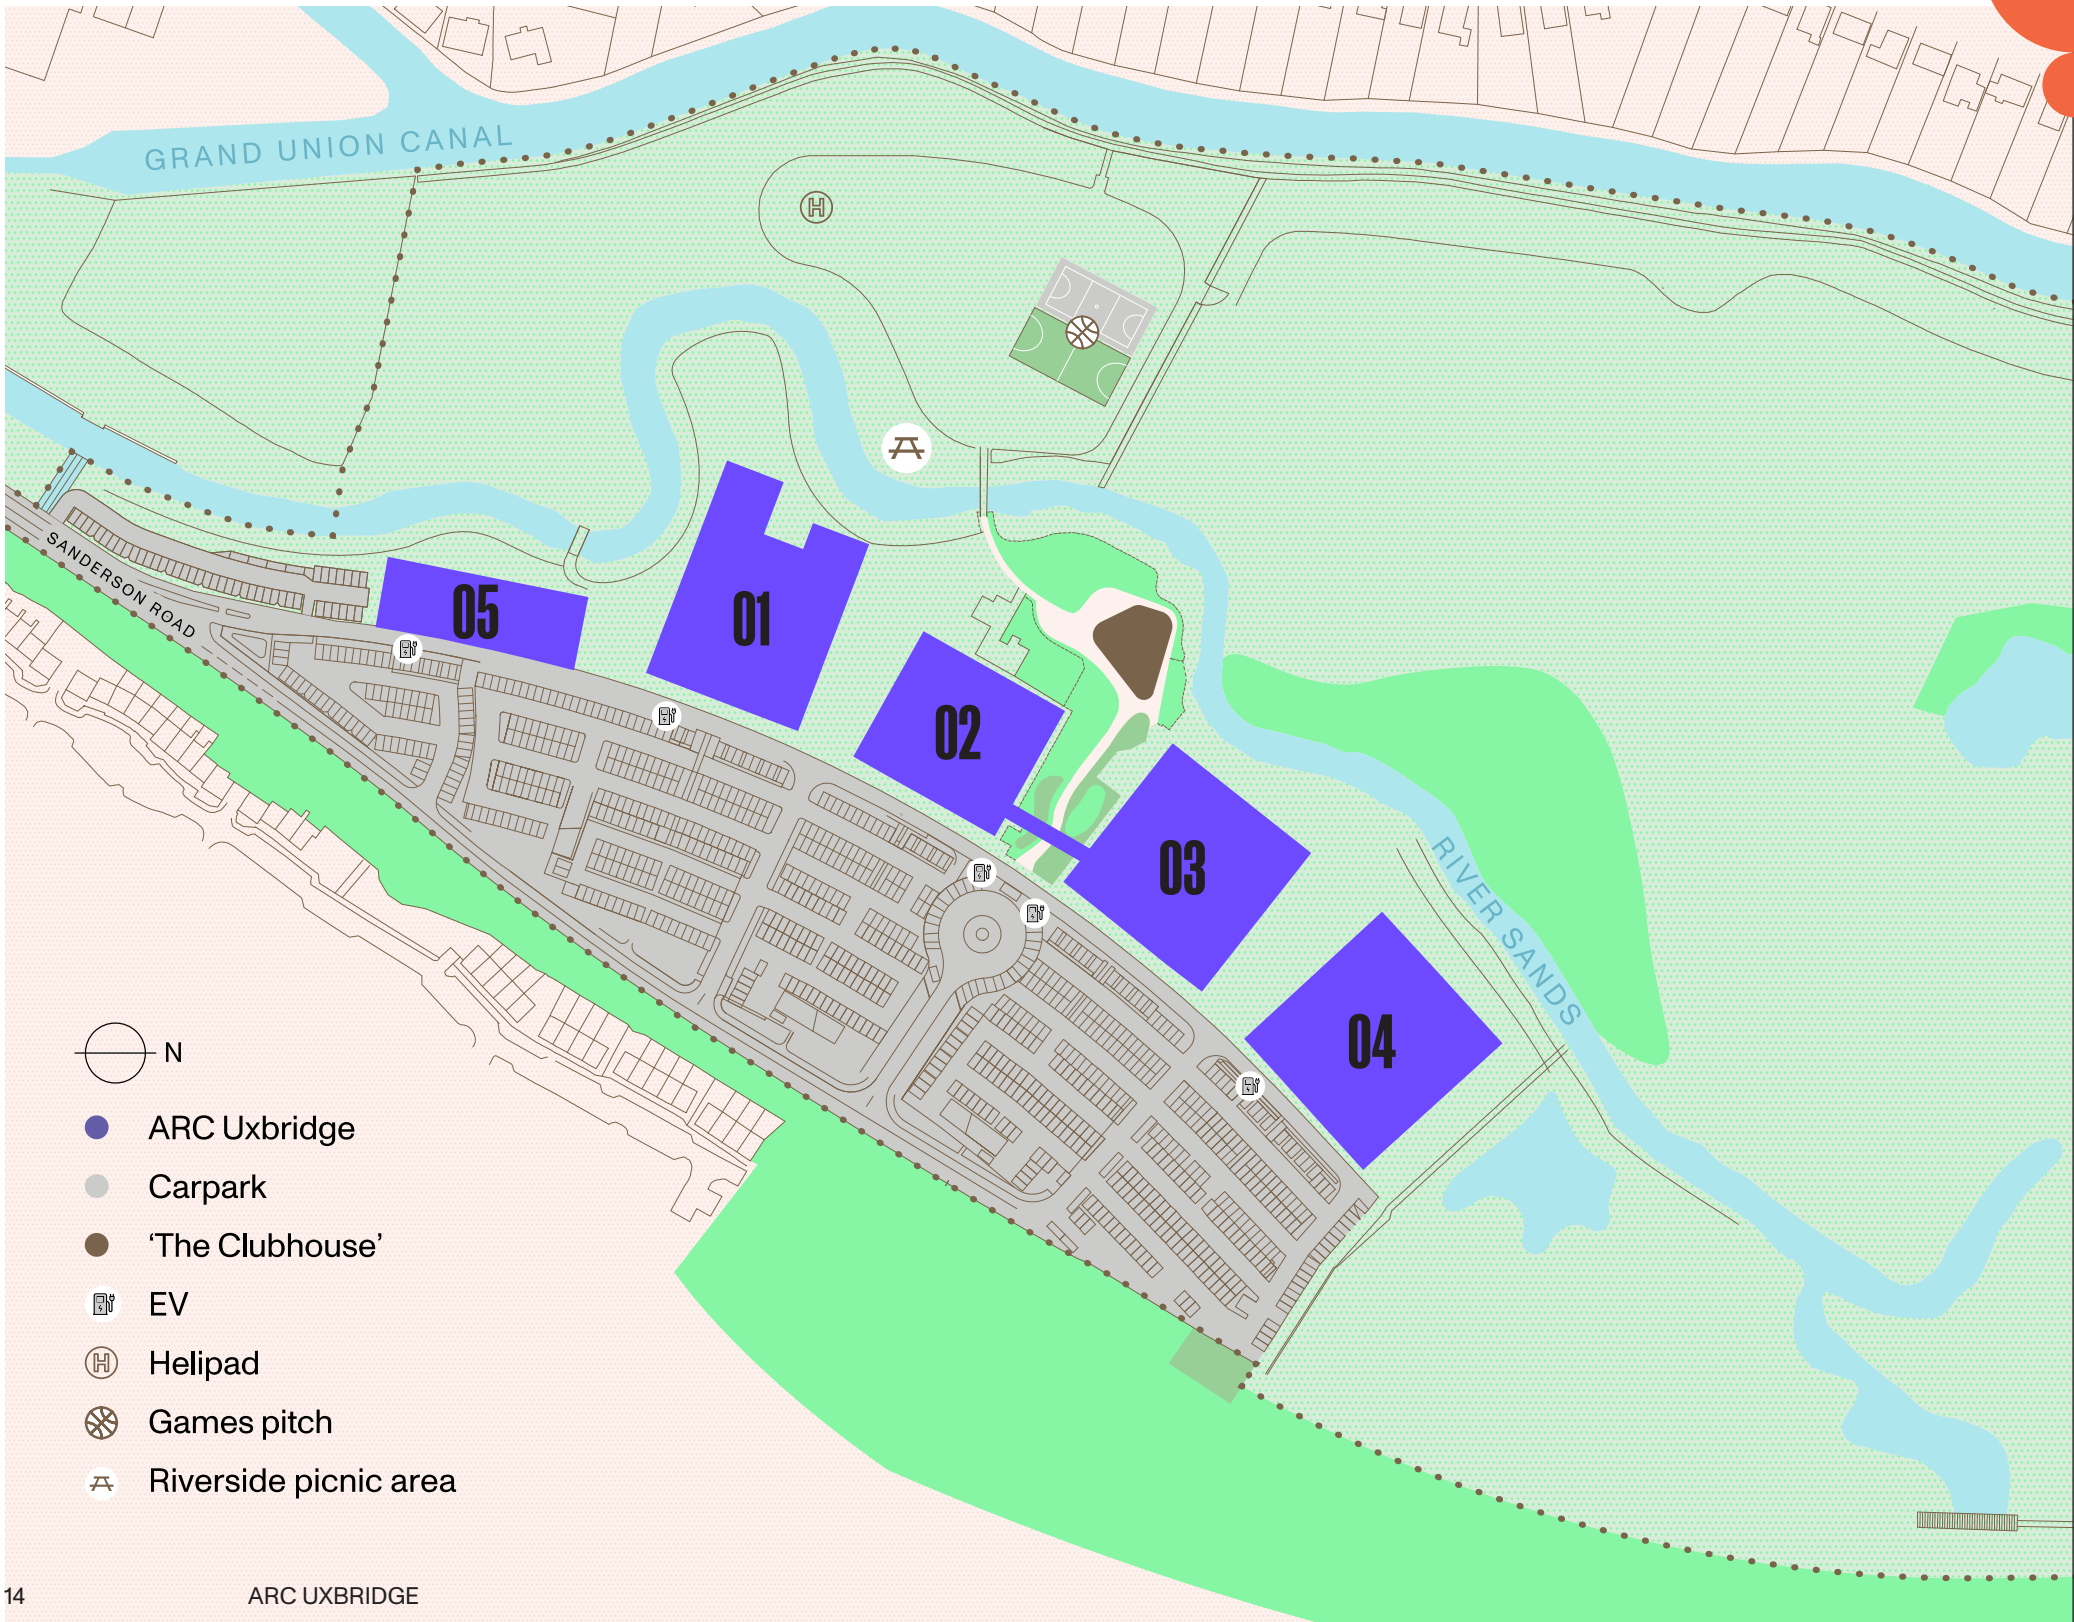 GRAND UNION CANAL
H
SANDERSON ROAD
05
01
02
03
04
RIVER SANDS
N
ARC Uxbridge
Carpark
‘The Clubhouse’
EV
H
Helipad
Games pitch
Riverside picnic area
14
ARC UXBRIDGE